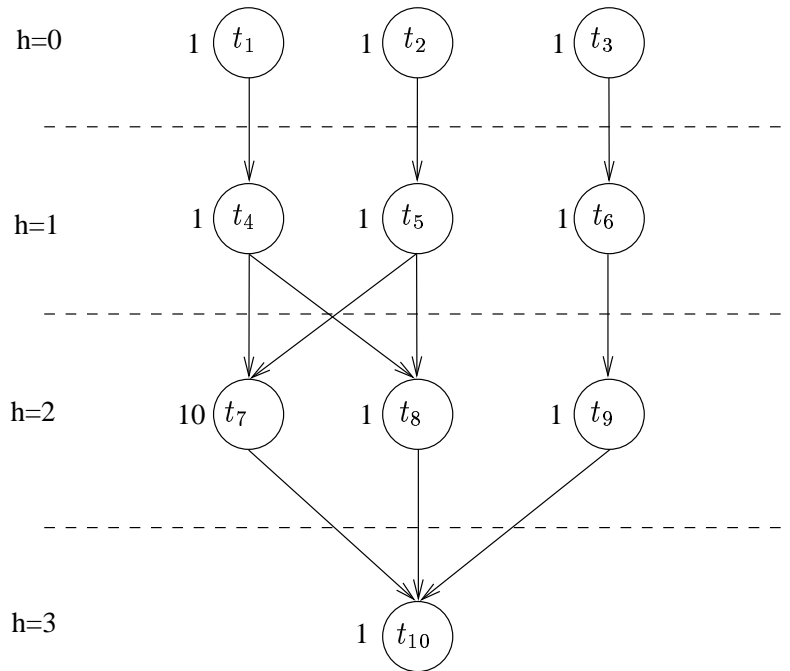 h=0 1 t₁ 1 t₂ 1 t₃
h=1 1 t₄ 1 t₅ 1 t₆
h=2 10 t₇ 1 t₈ 1 t₉
h=3 1 t₁₀